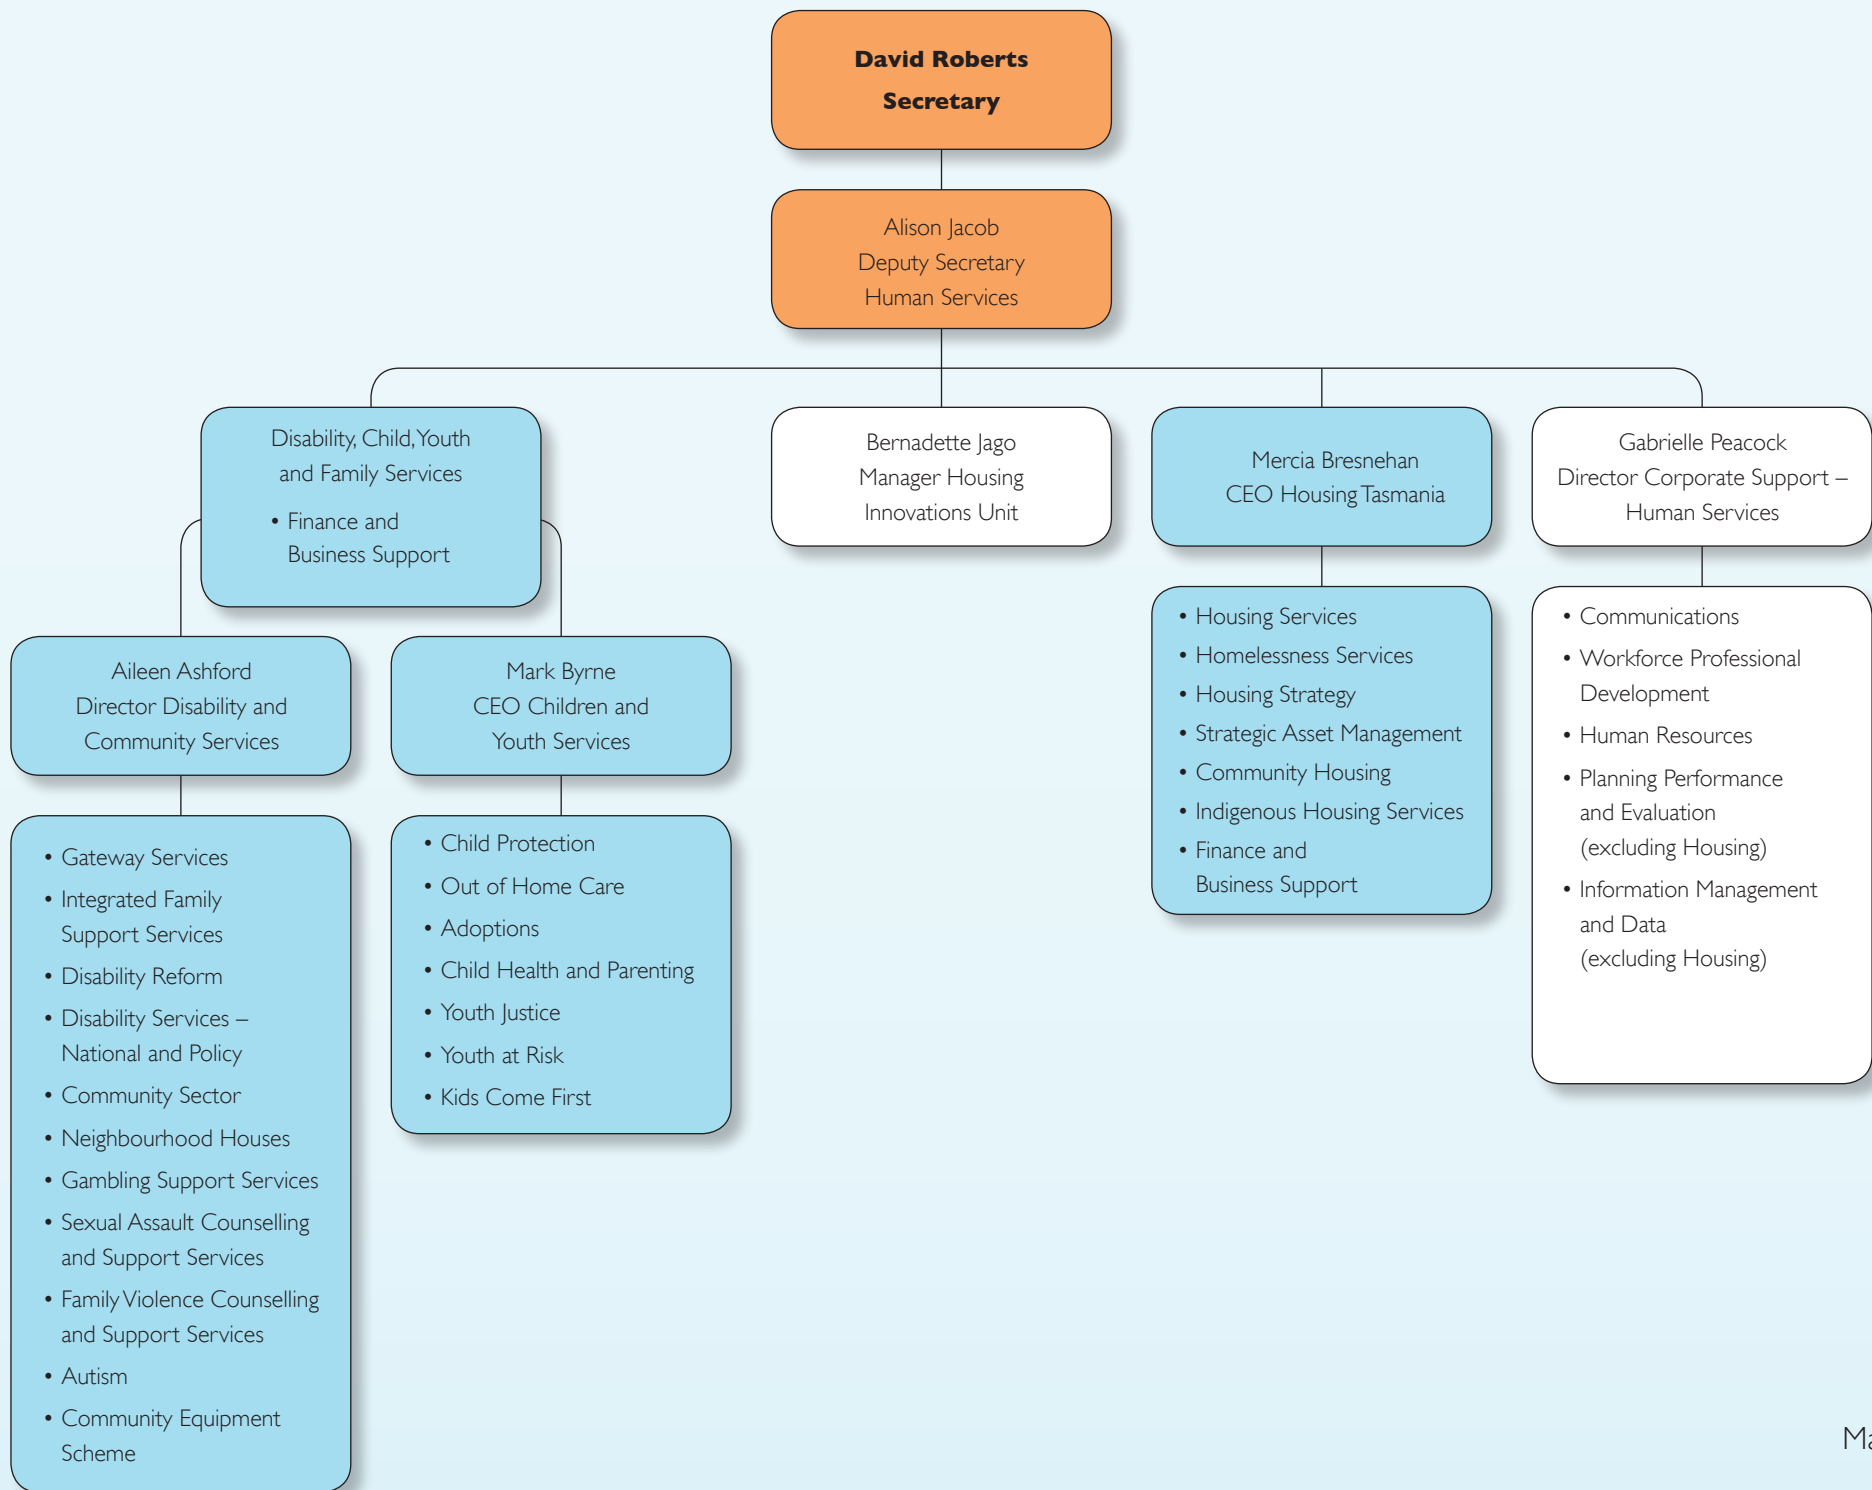 David Roberts
Secretary
Alison Jacob
Deputy Secretary
Human Services
Disability, Child, Youth
and Family Services
• Finance and
Business Support
Bernadette Jago
Manager Housing
Innovations Unit
Mercia Bresnehan
CEO Housing Tasmania
Gabrielle Peacock
Director Corporate Support –
Human Services
Aileen Ashford
Director Disability and
Community Services
Mark Byrne
CEO Children and
Youth Services
• Housing Services
• Homelessness Services
• Housing Strategy
• Strategic Asset Management
• Community Housing
• Indigenous Housing Services
• Finance and
Business Support
• Communications
• Workforce Professional
Development
• Human Resources
• Planning Performance
and Evaluation
(excluding Housing)
• Information Management
and Data
(excluding Housing)
• Gateway Services
• Integrated Family
Support Services
• Disability Reform
• Disability Services –
National and Policy
• Community Sector
• Neighbourhood Houses
• Gambling Support Services
• Sexual Assault Counselling
and Support Services
• Family Violence Counselling
and Support Services
• Autism
• Community Equipment
Scheme
• Child Protection
• Out of Home Care
• Adoptions
• Child Health and Parenting
• Youth Justice
• Youth at Risk
• Kids Come First